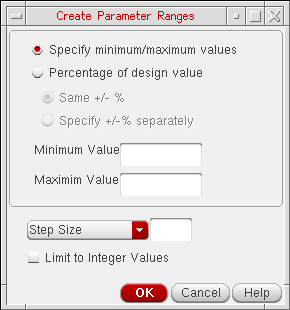 Create Parameter Ranges
Specify minimum/maximum values
Percentage of design value
Same +/- %
Specify +/-% separately
Minimum Value
Maximim Value
Step Size
Limit to Integer Values
OK Cancel Help